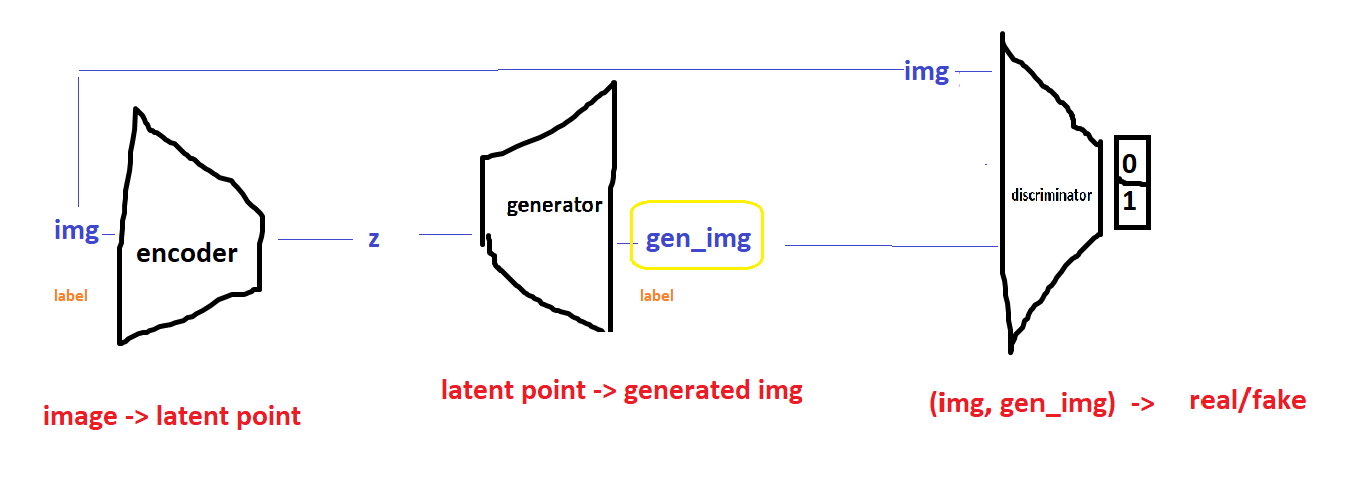 img
img
encoder
z
generator
gen_img
discriminator
0
1
label
label
image -> latent point
latent point -> generated img
(img, gen_img) -> real/fake